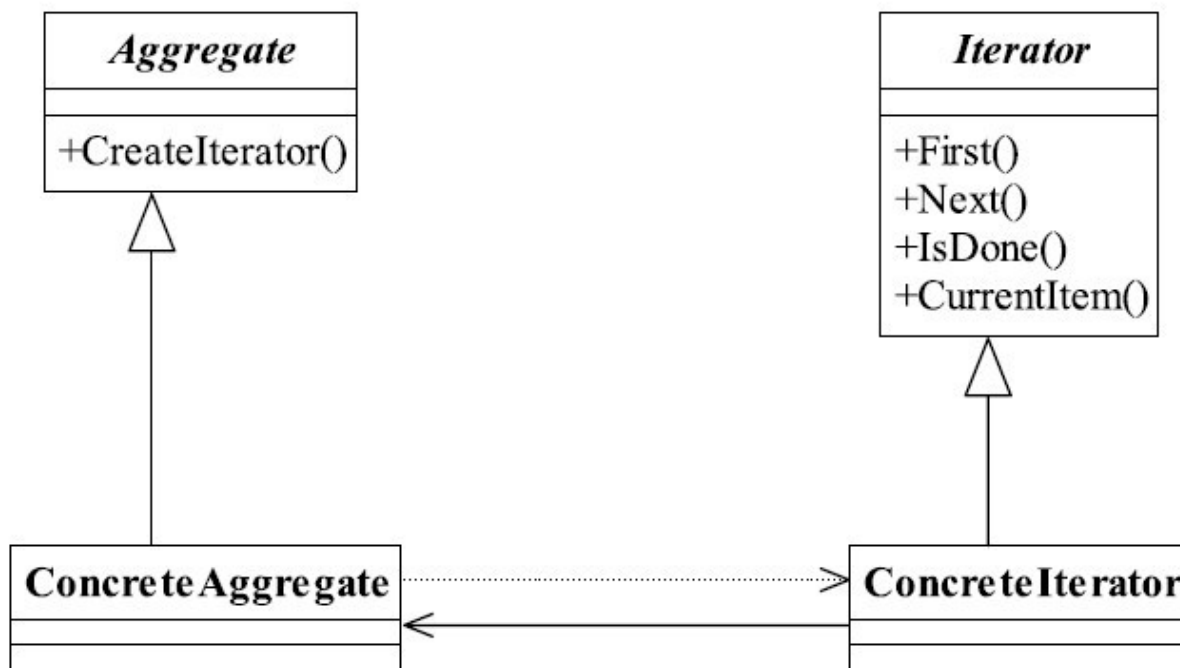 Aggregate
+CreateIterator()
Iterator
+First()
+Next()
+IsDone()
+CurrentItem()
ConcreteAggregate
ConcreteIterator